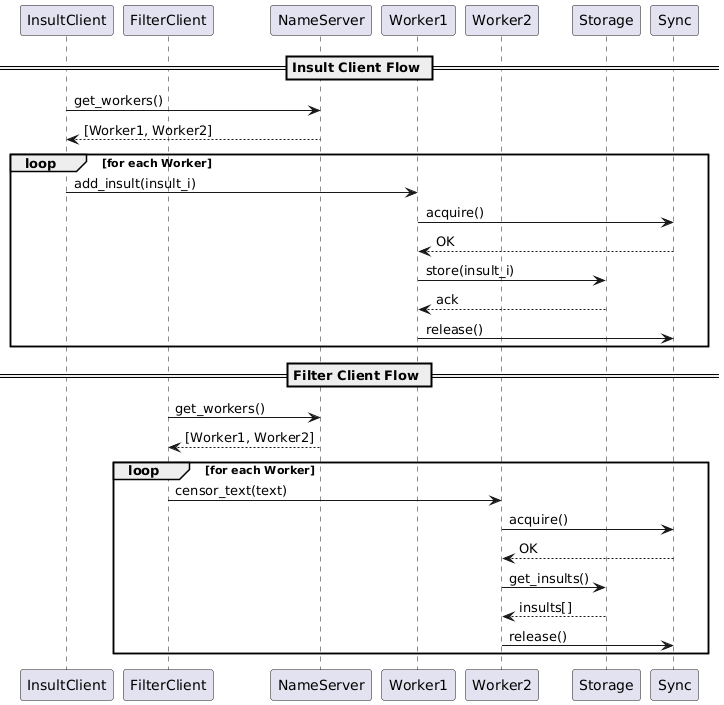 InsultClient FilterClient NameServer Worker1 Worker2 Storage Sync
Insult Client Flow
get_workers()
[Worker1, Worker2]
loop [for each Worker]
add_insult(insult_i)
acquire()
OK
store(insult_i)
ack
release()
Filter Client Flow
get_workers()
[Worker1, Worker2]
loop [for each Worker]
censor_text(text)
acquire()
OK
get_insults()
insults[]
release()
InsultClient FilterClient NameServer Worker1 Worker2 Storage Sync